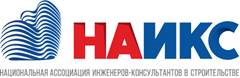 НАИКС
НАЦИОНАЛЬНАЯ АССОЦИАЦИЯ ИНЖЕНЕРОВ-КОНСУЛЬТАНТОВ В СТРОИТЕЛЬСТВЕ